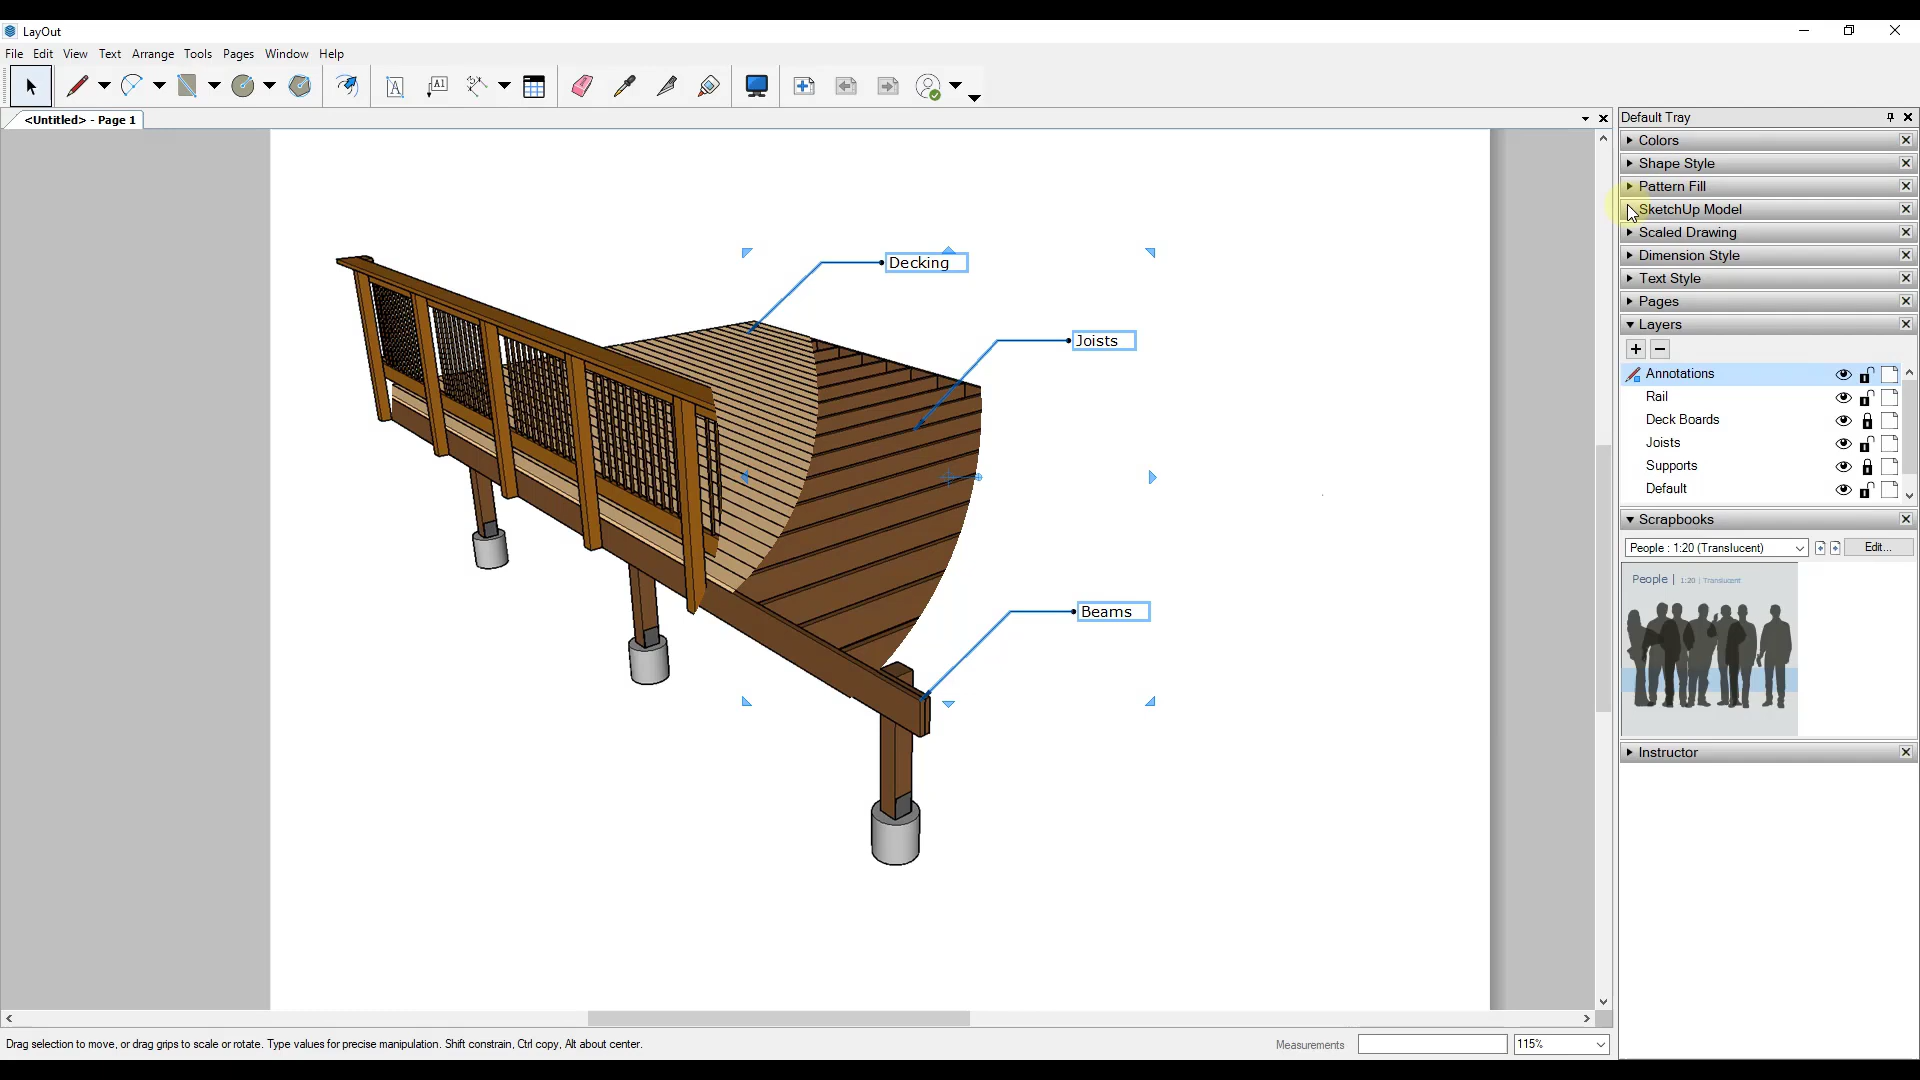 LayOut
File Edit View Text Arrange Tools Pages Window Help
A A1
<Untitled> - Page 1
Default Tray
Colors
Shape Style
Pattern Fill
SketchUp Model
Scaled Drawing
Dimension Style
Text Style
Pages
Layers
Annotations
Rail
Deck Boards
Joists
Supports
Default
Scrapbooks
People : 1:20 (Translucent) Edit...
People | 1:20 | Translucent
Instructor
Decking
Joists
Beams
Drag selection to move, or drag grips to scale or rotate. Type values for precise manipulation. Shift constrain, Ctrl copy, Alt about center.
Measurements 115%